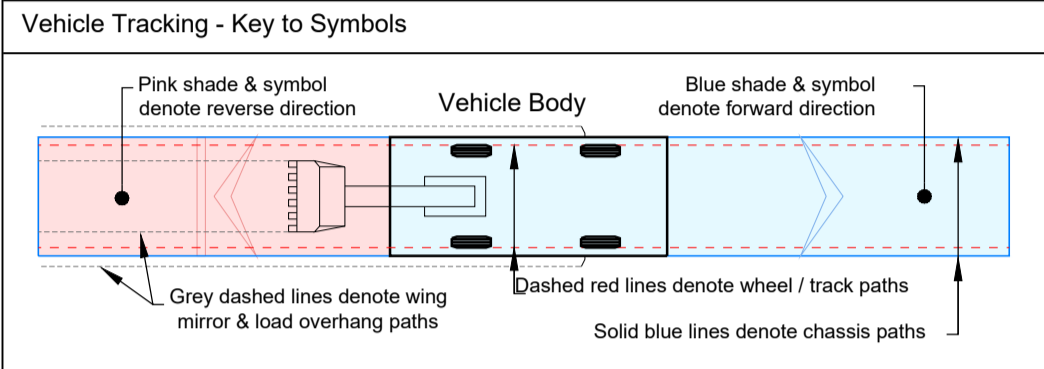 Vehicle Tracking - Key to Symbols
Pink shade & symbol
denote reverse direction
Vehicle Body
Blue shade & symbol
denote forward direction
Dashed red lines denote wheel / track paths
Grey dashed lines denote wing
mirror & load overhang paths
Solid blue lines denote chassis paths